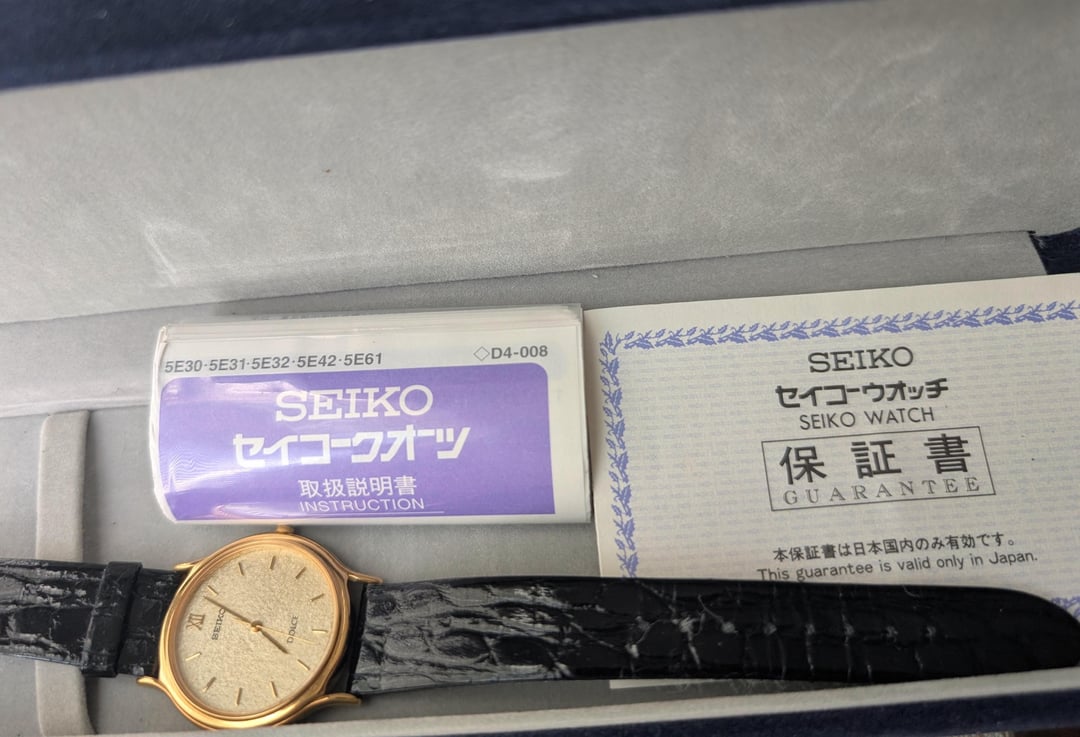 5E30·5E31·5E32·5E42·5E61 ◇D4-008
SEIKO
セイコークオーツ
取扱説明書
INSTRUCTION
SEIKO
セイコーウオッチ
SEIKO WATCH
保証書
GUARANTEE
本保証書は日本国内のみ有効です。
This guarantee is valid only in Japan.
XII
SEIKO
DOLCE